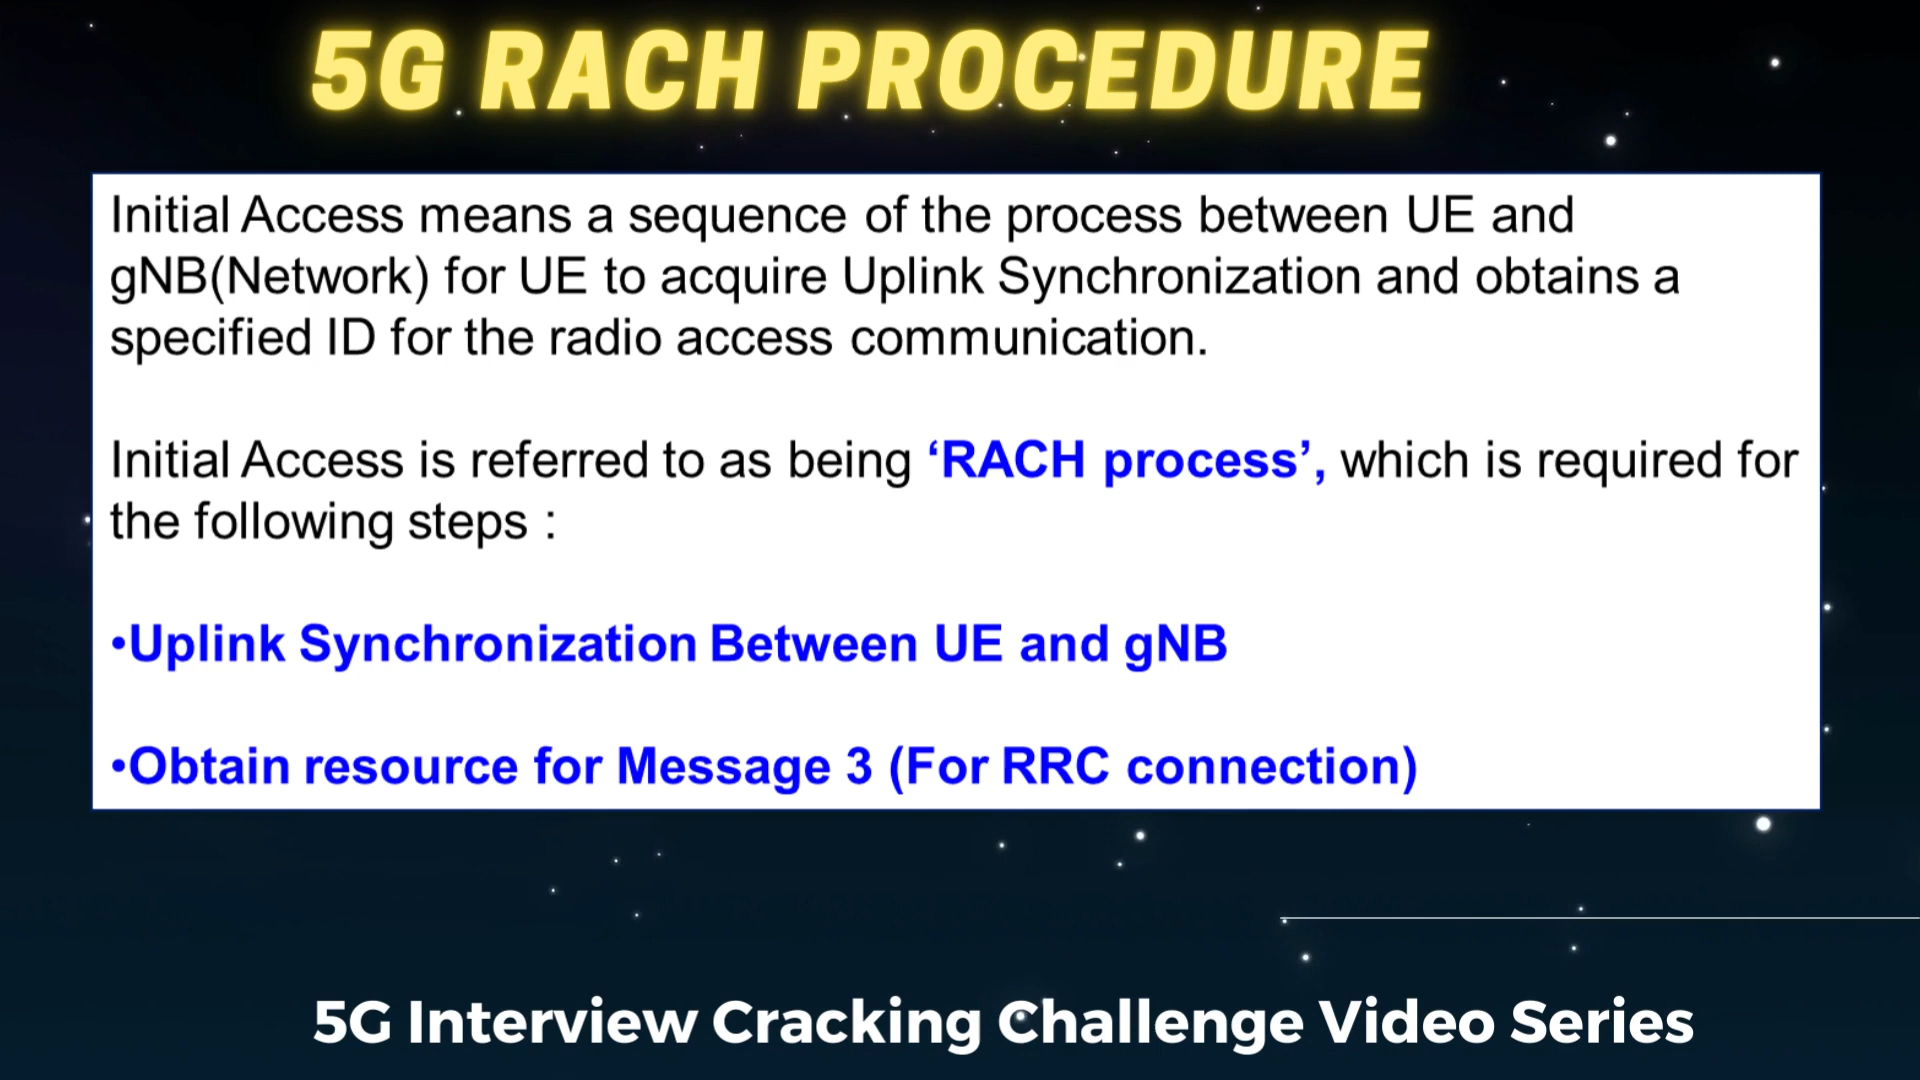 5G RACH PROCEDURE
Initial Access means a sequence of the process between UE and
gNB(Network) for UE to acquire Uplink Synchronization and obtains a
specified ID for the radio access communication.
Initial Access is referred to as being ‘RACH process’, which is required for
the following steps :
•Uplink Synchronization Between UE and gNB
•Obtain resource for Message 3 (For RRC connection)
5G Interview Cracking Challenge Video Series